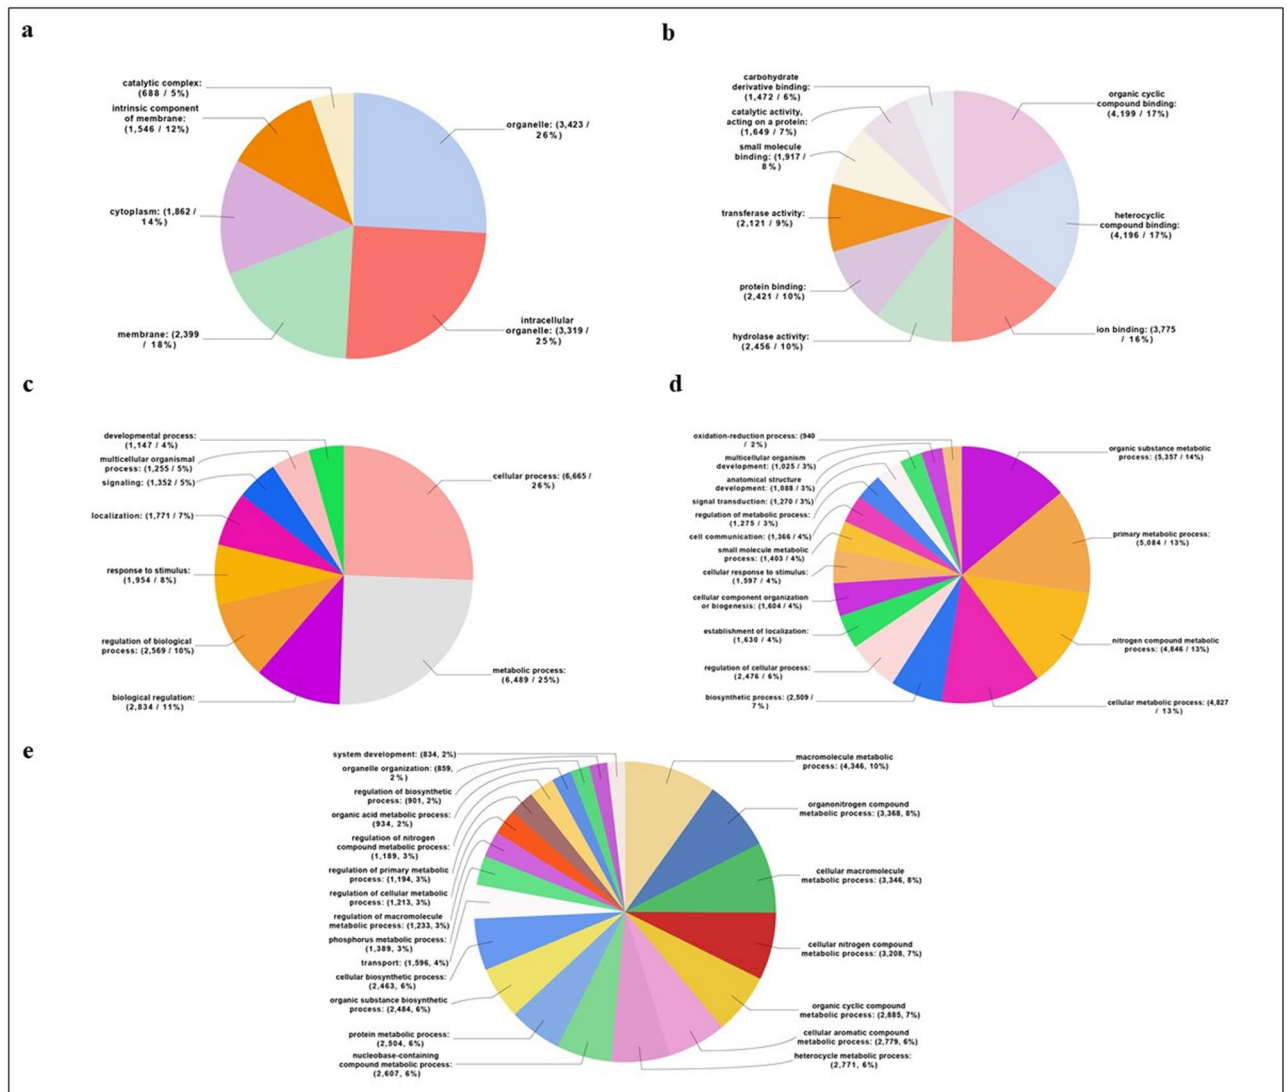 a
catalytic complex:
(688 / 5%)
intrinsic component
of membrane:
(1,546 / 12%)
cytoplasm: (1,862 /
14%)
membrane: (2,399
/ 18%)
organelle: (3,423 /
26%)
intracellular
organelle: (3,319 /
25%)
b
carbohydrate
derivative binding:
(1,472 / 6%)
catalytic activity,
acting on a protein:
(1,649 / 7%)
small molecule
binding: (1,917 /
8%)
transferase activity:
(2,121 / 9%)
protein binding:
(2,421 / 10%)
hydrolase activity:
(2,456 / 10%)
organic cyclic
compound binding:
(4,199 / 17%)
heterocyclic
compound binding:
(4,196 / 17%)
ion binding: (3,775
/ 16%)
c
developmental process:
(1,147 / 4%)
multicellular organismal
process: (1,255 / 5%)
signaling: (1,352 / 5%)
localization: (1,771 / 7%)
response to stimulus:
(1,954 / 8%)
regulation of biological
process: (2,569 / 10%)
biological regulation:
(2,834 / 11%)
cellular process: (6,665 /
26%)
metabolic process:
(6,489 / 25%)
d
oxidation-reduction process: (940
/ 2%)
multicellular organism
development: (1,025 / 3%)
anatomical structure
development: (1,088 / 3%)
signal transduction: (1,270 / 3%)
regulation of metabolic process:
(1,275 / 3%)
cell communication: (1,366 / 4%)
small molecule metabolic
process: (1,403 / 4%)
cellular response to stimulus:
(1,597 / 4%)
cellular component organization
or biogenesis: (1,604 / 4%)
establishment of localization:
(1,630 / 4%)
regulation of cellular process:
(2,476 / 6%)
biosynthetic process: (2,509 /
7%)
organic substance metabolic
process: (5,357 / 14%)
primary metabolic process:
(5,084 / 13%)
nitrogen compound metabolic
process: (4,846 / 13%)
cellular metabolic process: (4,827
/ 13%)
e
system development: (834, 2%)
organelle organization: (859,
2%)
regulation of biosynthetic
process: (901, 2%)
organic acid metabolic process:
(934, 2%)
regulation of nitrogen
compound metabolic process:
(1,189, 3%)
regulation of primary metabolic
process: (1,194, 3%)
regulation of cellular metabolic
process: (1,213, 3%)
regulation of macromolecule
metabolic process: (1,233, 3%)
phosphorus metabolic process:
(1,389, 3%)
transport: (1,596, 4%)
cellular biosynthetic process:
(2,463, 6%)
organic substance biosynthetic
process: (2,484, 6%)
protein metabolic process:
(2,504, 6%)
nucleobase-containing
compound metabolic process:
(2,607, 6%)
macromolecule metabolic
process: (4,346, 10%)
organonitrogen compound
metabolic process: (3,368, 8%)
cellular macromolecule
metabolic process: (3,346, 8%)
cellular nitrogen compound
metabolic process: (3,208, 7%)
organic cyclic compound
metabolic process: (2,885, 7%)
cellular aromatic compound
metabolic process: (2,779, 6%)
heterocycle metabolic process:
(2,771, 6%)